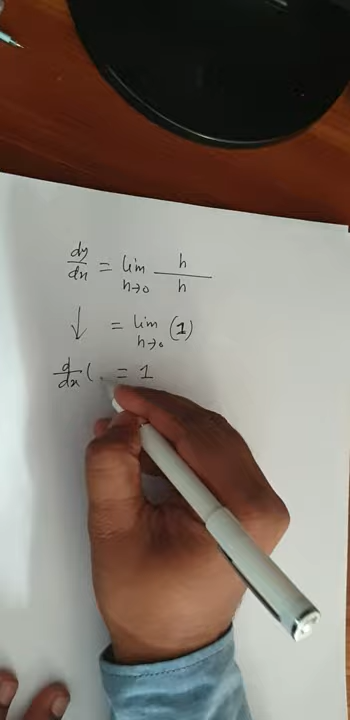 dy/dx = lim h→0 h/h
↓ = lim h→0 (1)
d/dx ( = 1